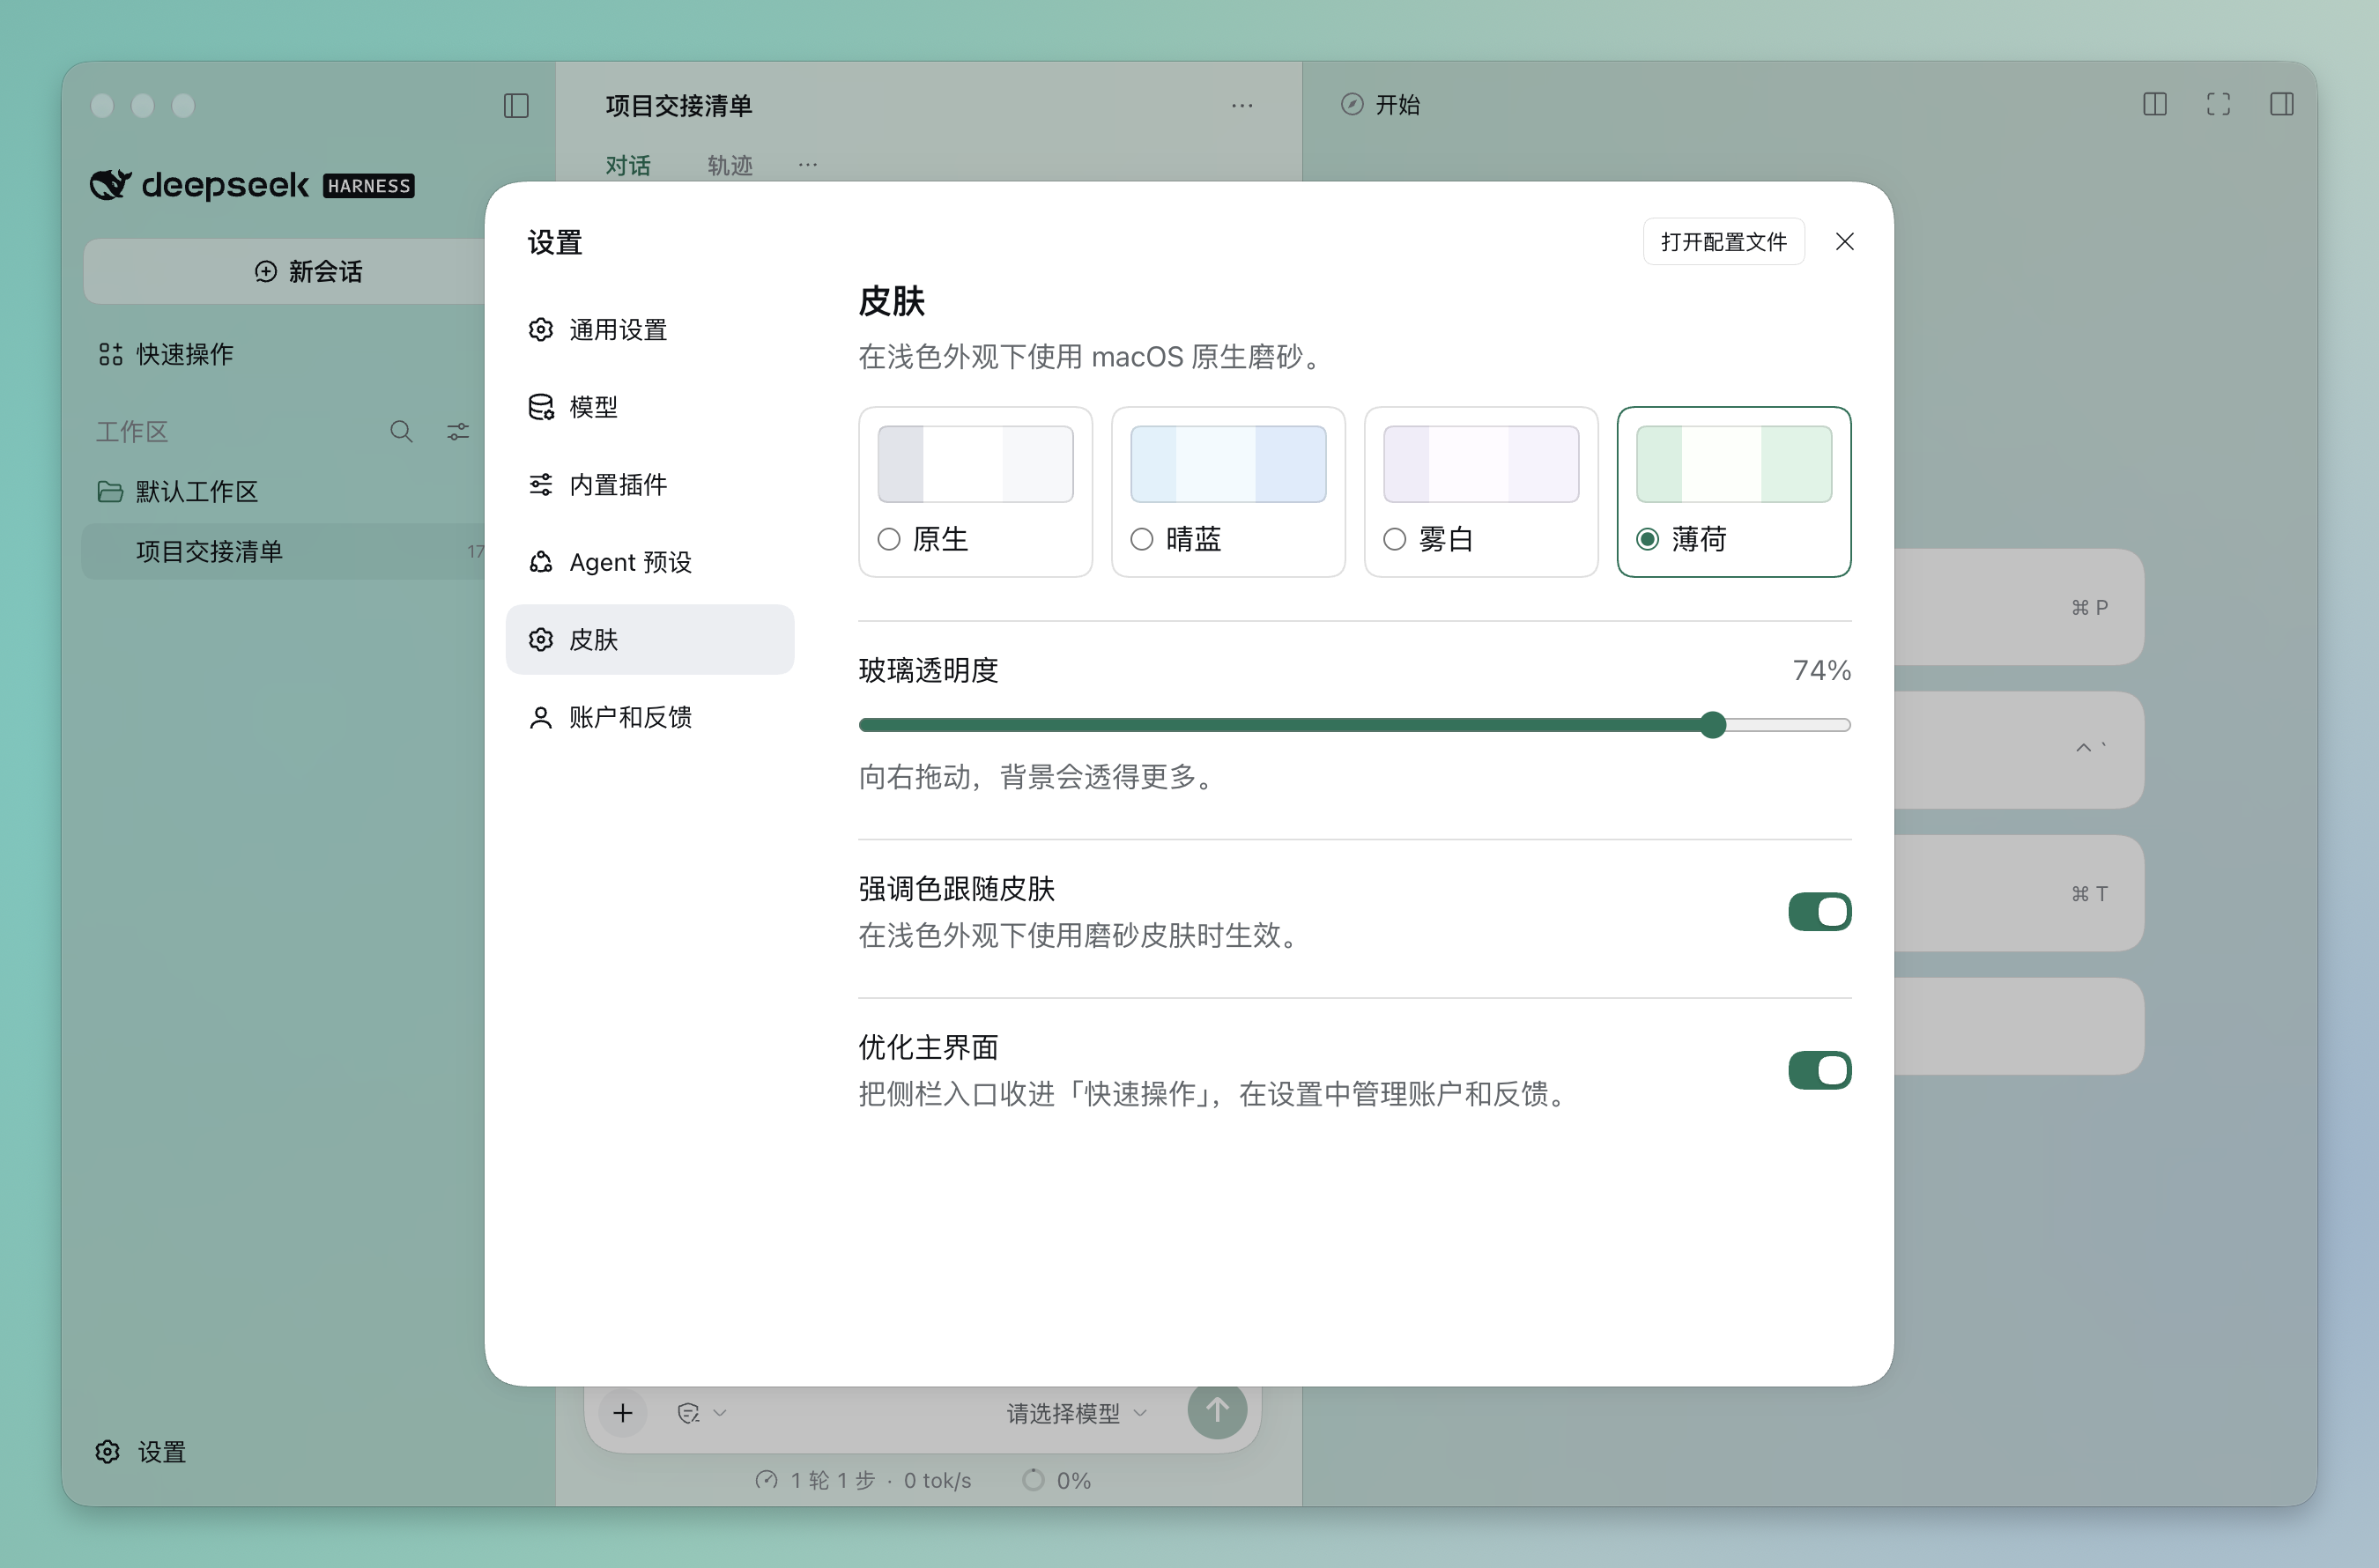 项目交接清单
···
开始
对话 轨迹 ···
deepseek HARNESS
新会话
快速操作
工作区
默认工作区
项目交接清单 17
设置
设置
打开配置文件
通用设置
模型
内置插件
Agent 预设
皮肤
账户和反馈
皮肤
在浅色外观下使用 macOS 原生磨砂。
原生 晴蓝 雾白 薄荷
玻璃透明度 74%
向右拖动，背景会透得更多。
强调色跟随皮肤
在浅色外观下使用磨砂皮肤时生效。
优化主界面
把侧栏入口收进「快速操作」，在设置中管理账户和反馈。
⌘ P
^ `
⌘ T
请选择模型
1 轮 1 步 · 0 tok/s 0%